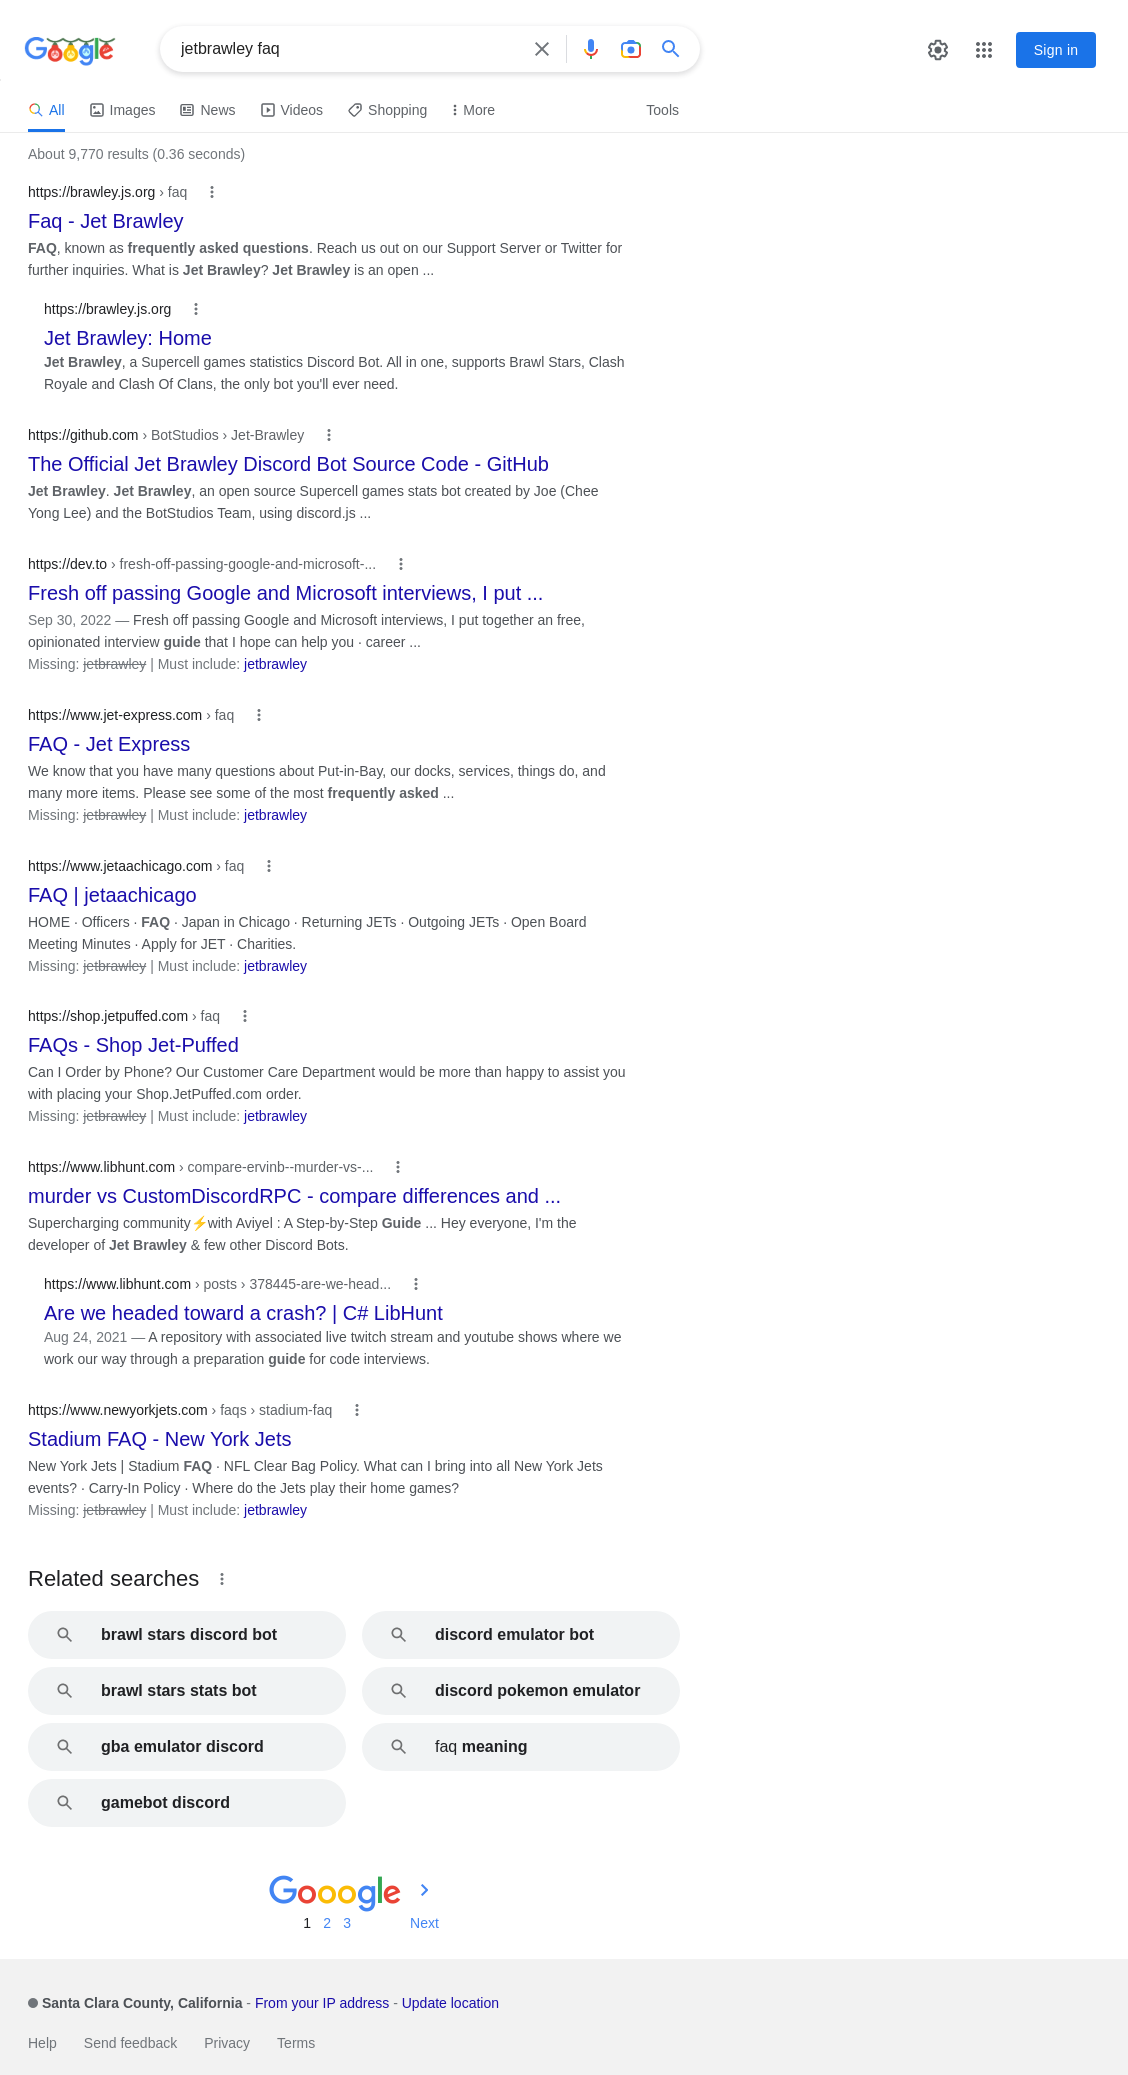 Google
jetbrawley faq
Sign in
All Images News Videos Shopping More Tools
About 9,770 results (0.36 seconds)
https://brawley.js.org › faq
Faq - Jet Brawley
FAQ, known as frequently asked questions. Reach us out on our Support Server or Twitter for
further inquiries. What is Jet Brawley? Jet Brawley is an open ...
https://brawley.js.org
Jet Brawley: Home
Jet Brawley, a Supercell games statistics Discord Bot. All in one, supports Brawl Stars, Clash
Royale and Clash Of Clans, the only bot you'll ever need.
https://github.com › BotStudios › Jet-Brawley
The Official Jet Brawley Discord Bot Source Code - GitHub
Jet Brawley. Jet Brawley, an open source Supercell games stats bot created by Joe (Chee
Yong Lee) and the BotStudios Team, using discord.js ...
https://dev.to › fresh-off-passing-google-and-microsoft-...
Fresh off passing Google and Microsoft interviews, I put ...
Sep 30, 2022 — Fresh off passing Google and Microsoft interviews, I put together an free,
opinionated interview guide that I hope can help you · career ...
Missing: jetbrawley | Must include: jetbrawley
https://www.jet-express.com › faq
FAQ - Jet Express
We know that you have many questions about Put-in-Bay, our docks, services, things do, and
many more items. Please see some of the most frequently asked ...
Missing: jetbrawley | Must include: jetbrawley
https://www.jetaachicago.com › faq
FAQ | jetaachicago
HOME · Officers · FAQ · Japan in Chicago · Returning JETs · Outgoing JETs · Open Board
Meeting Minutes · Apply for JET · Charities.
Missing: jetbrawley | Must include: jetbrawley
https://shop.jetpuffed.com › faq
FAQs - Shop Jet-Puffed
Can I Order by Phone? Our Customer Care Department would be more than happy to assist you
with placing your Shop.JetPuffed.com order.
Missing: jetbrawley | Must include: jetbrawley
https://www.libhunt.com › compare-ervinb--murder-vs-...
murder vs CustomDiscordRPC - compare differences and ...
Supercharging community⚡with Aviyel : A Step-by-Step Guide ... Hey everyone, I'm the
developer of Jet Brawley & few other Discord Bots.
https://www.libhunt.com › posts › 378445-are-we-head...
Are we headed toward a crash? | C# LibHunt
Aug 24, 2021 — A repository with associated live twitch stream and youtube shows where we
work our way through a preparation guide for code interviews.
https://www.newyorkjets.com › faqs › stadium-faq
Stadium FAQ - New York Jets
New York Jets | Stadium FAQ · NFL Clear Bag Policy. What can I bring into all New York Jets
events? · Carry-In Policy · Where do the Jets play their home games?
Missing: jetbrawley | Must include: jetbrawley
Related searches
brawl stars discord bot
discord emulator bot
brawl stars stats bot
discord pokemon emulator
gba emulator discord
faq meaning
gamebot discord
Gooogle
1 2 3 Next
Santa Clara County, California - From your IP address - Update location
Help Send feedback Privacy Terms